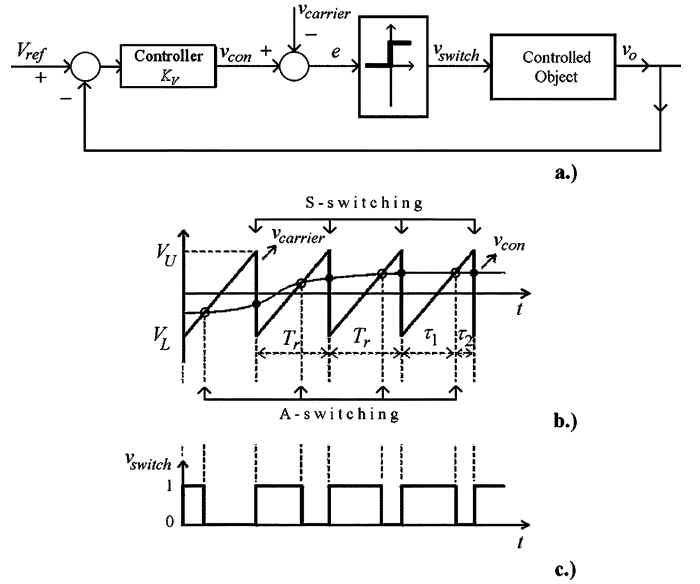 v_carrier
V_ref + − Controller K_V v_con + − e v_switch Controlled Object v_o
a.)
S-switching
v_carrier v_con
V_U
V_L
t
T_r T_r τ_1 τ_2
A-switching
b.)
v_switch
1
0
t
c.)